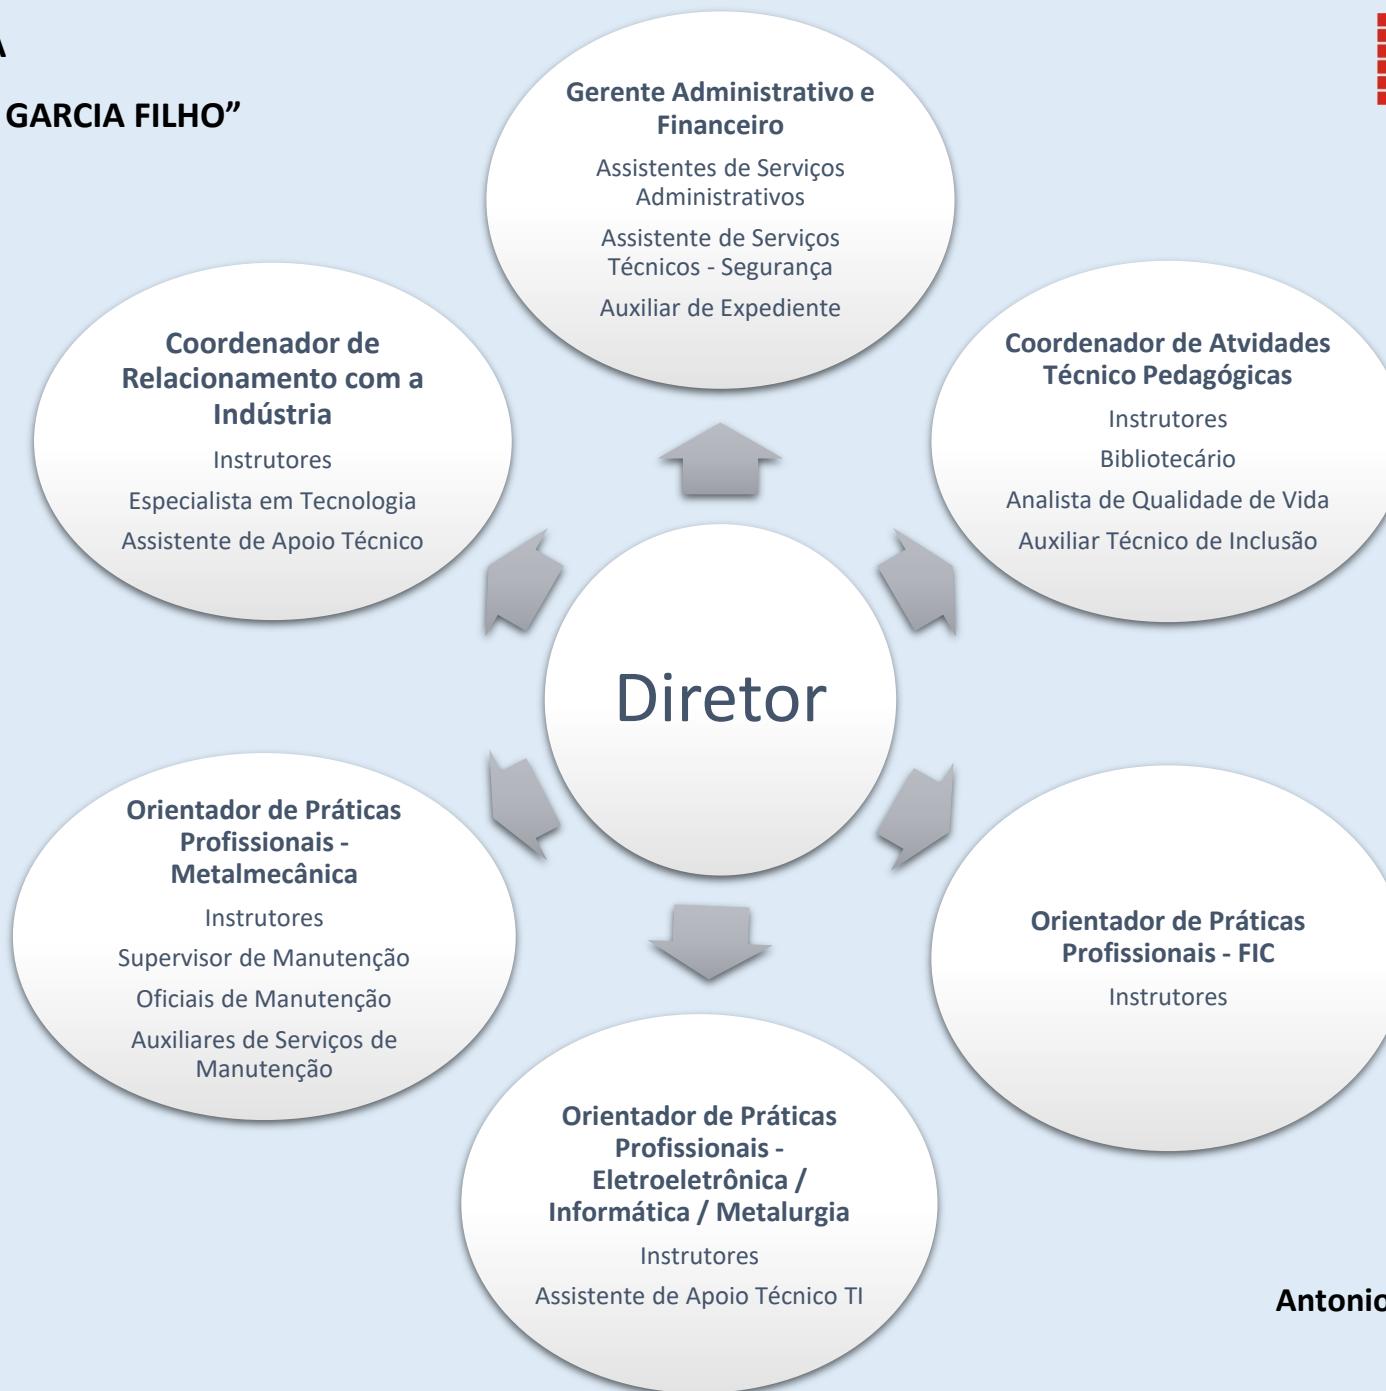 A
GARCIA FILHO”
Gerente Administrativo e
Financeiro
Assistentes de Serviços
Administrativos
Assistente de Serviços
Técnicos - Segurança
Auxiliar de Expediente
Coordenador de
Relacionamento com a
Indústria
Instrutores
Especialista em Tecnologia
Assistente de Apoio Técnico
Coordenador de Atvidades
Técnico Pedagógicas
Instrutores
Bibliotecário
Analista de Qualidade de Vida
Auxiliar Técnico de Inclusão
Diretor
Orientador de Práticas
Profissionais -
Metalmecânica
Instrutores
Supervisor de Manutenção
Oficiais de Manutenção
Auxiliares de Serviços de
Manutenção
Orientador de Práticas
Profissionais - FIC
Instrutores
Orientador de Práticas
Profissionais -
Eletroeletrônica /
Informática / Metalurgia
Instrutores
Assistente de Apoio Técnico TI
Antonio